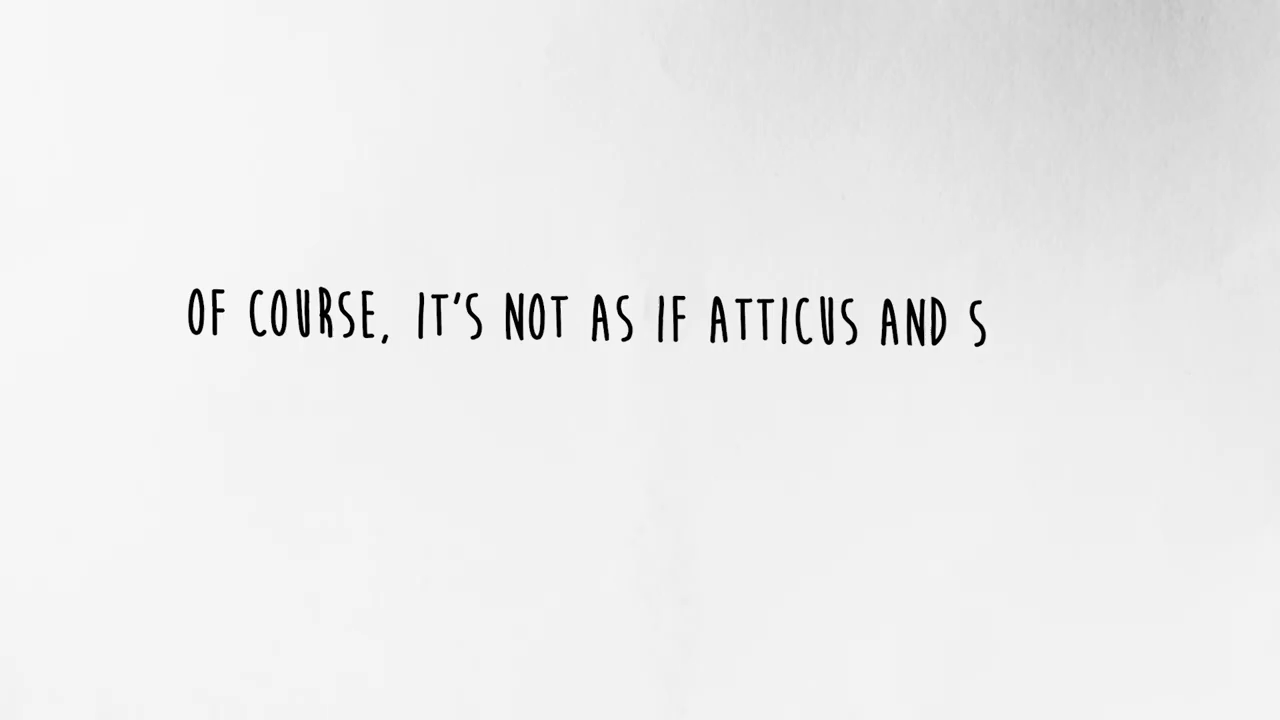 OF COURSE, IT'S NOT AS IF ATTICUS AND S